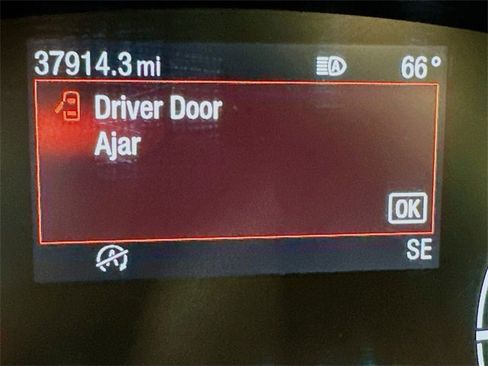 37914.3 mi A 66°
Driver Door
Ajar
OK
A SE